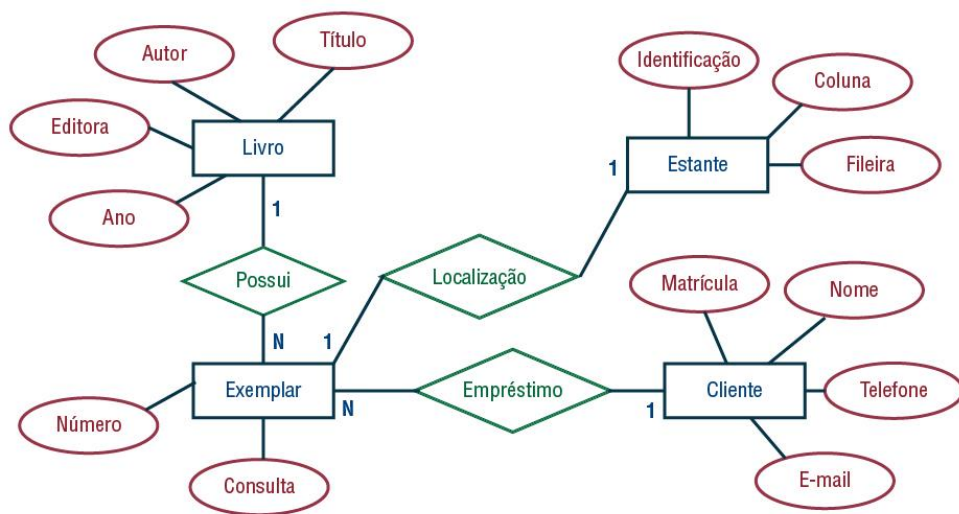 Autor
Título
Editora
Livro
Ano
1
Possui
N
Identificação
Coluna
Estante
Fileira
1
Localização
1
Matrícula
Nome
Exemplar
N
Empréstimo
1
Cliente
Telefone
Número
Consulta
E-mail